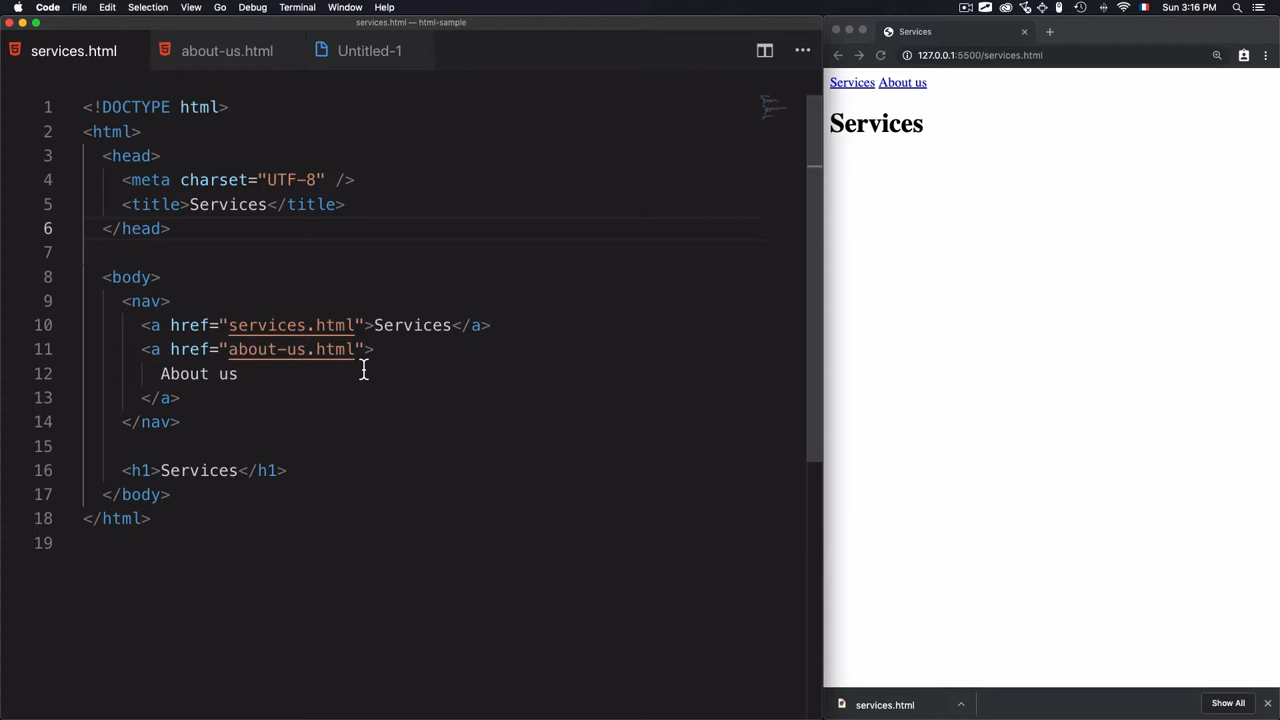 Code File Edit Selection View Go Debug Terminal Window Help Sun 3:16 PM
services.html — html-sample
services.html about-us.html Untitled-1
1 <!DOCTYPE html>
2 <html>
3 <head>
4 <meta charset="UTF-8" />
5 <title>Services</title>
6 </head>
7
8 <body>
9 <nav>
10 <a href="services.html">Services</a>
11 <a href="about-us.html">
12 About us
13 </a>
14 </nav>
15
16 <h1>Services</h1>
17 </body>
18 </html>
19
Services
127.0.0.1:5500/services.html
Services About us
Services
services.html Show All